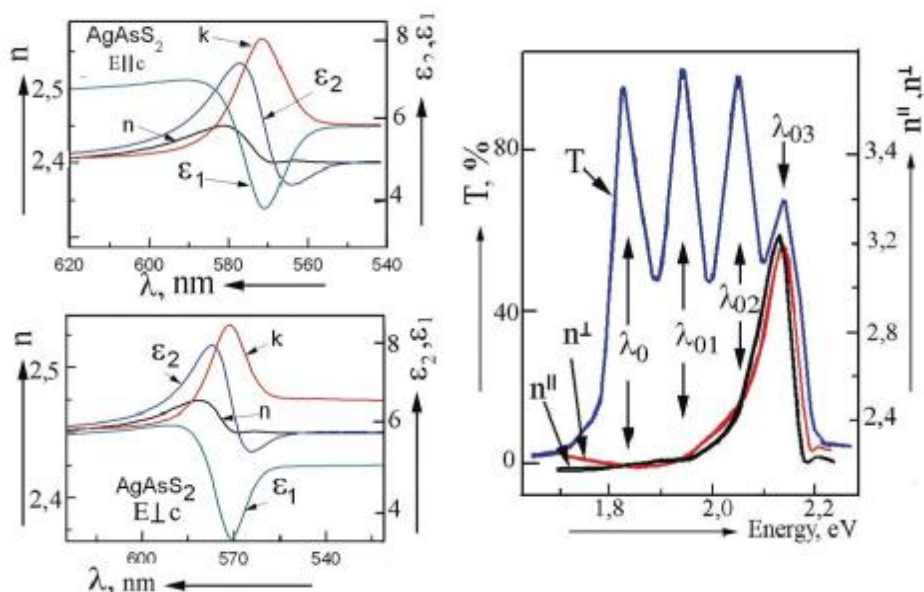 AgAsS2
E||c
n
2,5
2,4
k
ε2
n
ε1
8
6
4
ε2, ε1
620 600 580 560 540
λ, nm
n
2,5
2,4
ε2
k
n
ε1
AgAsS2
E⊥c
8
6
4
ε2, ε1
600 570 540
λ, nm
T, %
80
40
0
T
λ03
λ02
λ01
λ0
n⊥
n||
3,4
3,2
2,8
2,4
n||, n⊥
1,8 2,0 2,2
Energy, eV